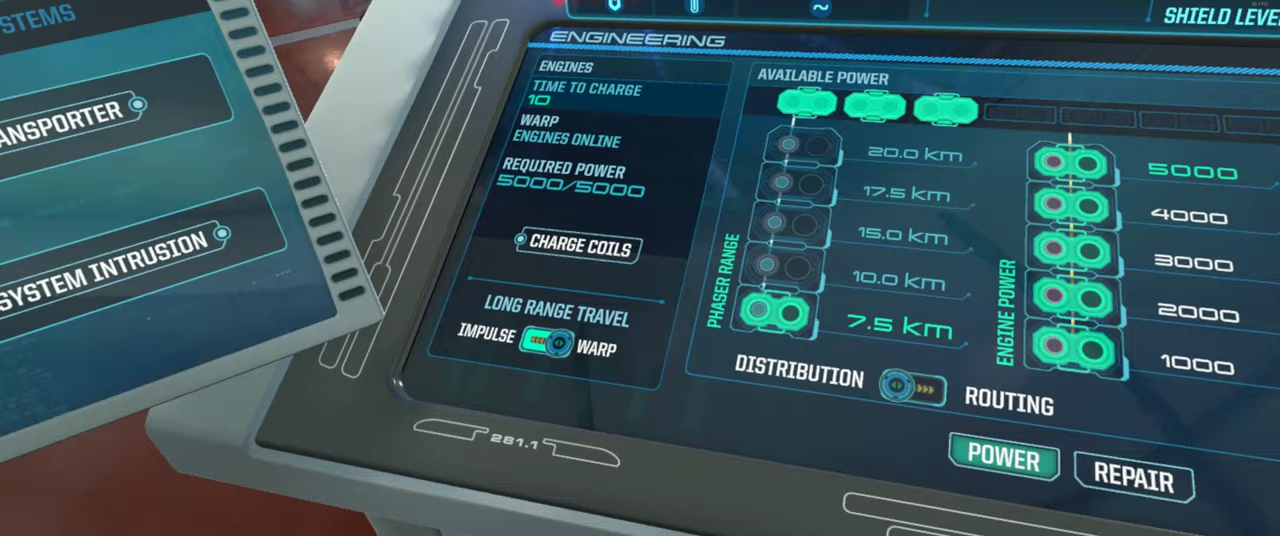 STEMS
ANSPORTER
SYSTEM INTRUSION
SHIELD LEVE
ENGINEERING
ENGINES
TIME TO CHARGE
10
WARP
ENGINES ONLINE
REQUIRED POWER
5000/5000
CHARGE COILS
LONG RANGE TRAVEL
IMPULSE
WARP
AVAILABLE POWER
PHASER RANGE
20.0 km
17.5 km
15.0 km
10.0 km
7.5 km
ENGINE POWER
5000
4000
3000
2000
1000
DISTRIBUTION
ROUTING
POWER
REPAIR
281.1